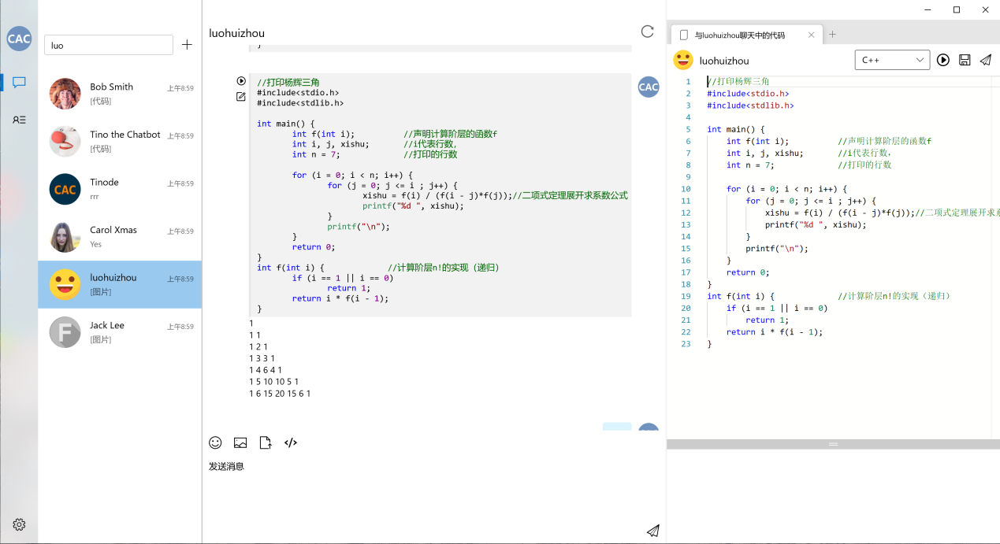 CAC
luo
Bob Smith 上午8:59
[代码]
Tino the Chatbot 上午8:59
[代码]
CAC
Tinode 上午8:59
rrr
Carol Xmas 上午8:59
Yes
luohuizhou 上午8:59
[图片]
F
Jack Lee 上午8:59
[图片]
luohuizhou
CAC
//打印杨辉三角
#include<stdio.h>
#include<stdlib.h>
int main() {
int f(int i); //声明计算阶层的函数f
int i, j, xishu; //i代表行数,
int n = 7; //打印的行数
for (i = 0; i < n; i++) {
for (j = 0; j <= i ; j++) {
xishu = f(i) / (f(i - j)*f(j));//二项式定理展开求系数公式
printf("%d ", xishu);
}
printf("\n");
}
return 0;
}
int f(int i) { //计算阶层n!的实现（递归）
if (i == 1 || i == 0)
return 1;
return i * f(i - 1);
}
1
1 1
1 2 1
1 3 3 1
1 4 6 4 1
1 5 10 10 5 1
1 6 15 20 15 6 1
发送消息
与luohuizhou聊天中的代码
luohuizhou
C++
1 //打印杨辉三角
2 #include<stdio.h>
3 #include<stdlib.h>
4
5 int main() {
6 int f(int i); //声明计算阶层的函数f
7 int i, j, xishu; //i代表行数,
8 int n = 7; //打印的行数
9
10 for (i = 0; i < n; i++) {
11 for (j = 0; j <= i ; j++) {
12 xishu = f(i) / (f(i - j)*f(j));//二项式定理展开求
13 printf("%d ", xishu);
14 }
15 printf("\n");
16 }
17 return 0;
18 }
19 int f(int i) { //计算阶层n!的实现（递归）
20 if (i == 1 || i == 0)
21 return 1;
22 return i * f(i - 1);
23 }